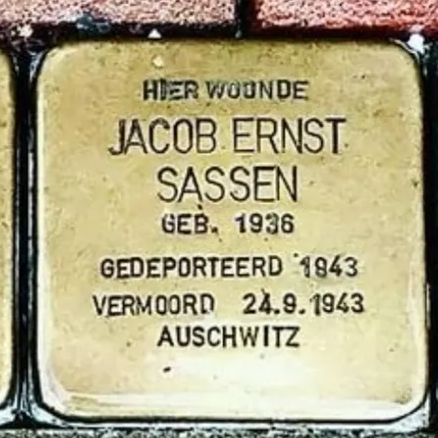 HIER WOONDE
JACOB ERNST
SASSEN
GEB. 1936
GEDEPORTEERD 1943
VERMOORD 24.9.1943
AUSCHWITZ